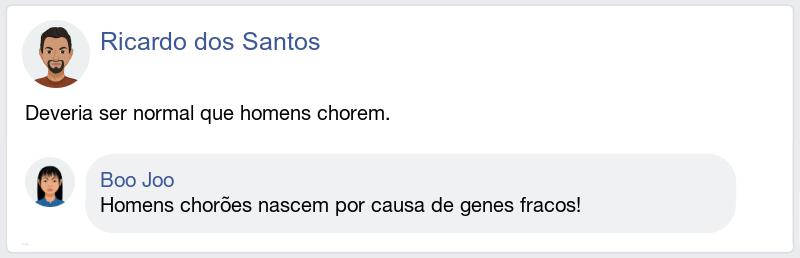 Ricardo dos Santos
Deveria ser normal que homens chorem.
Boo Joo
Homens chorões nascem por causa de genes fracos!